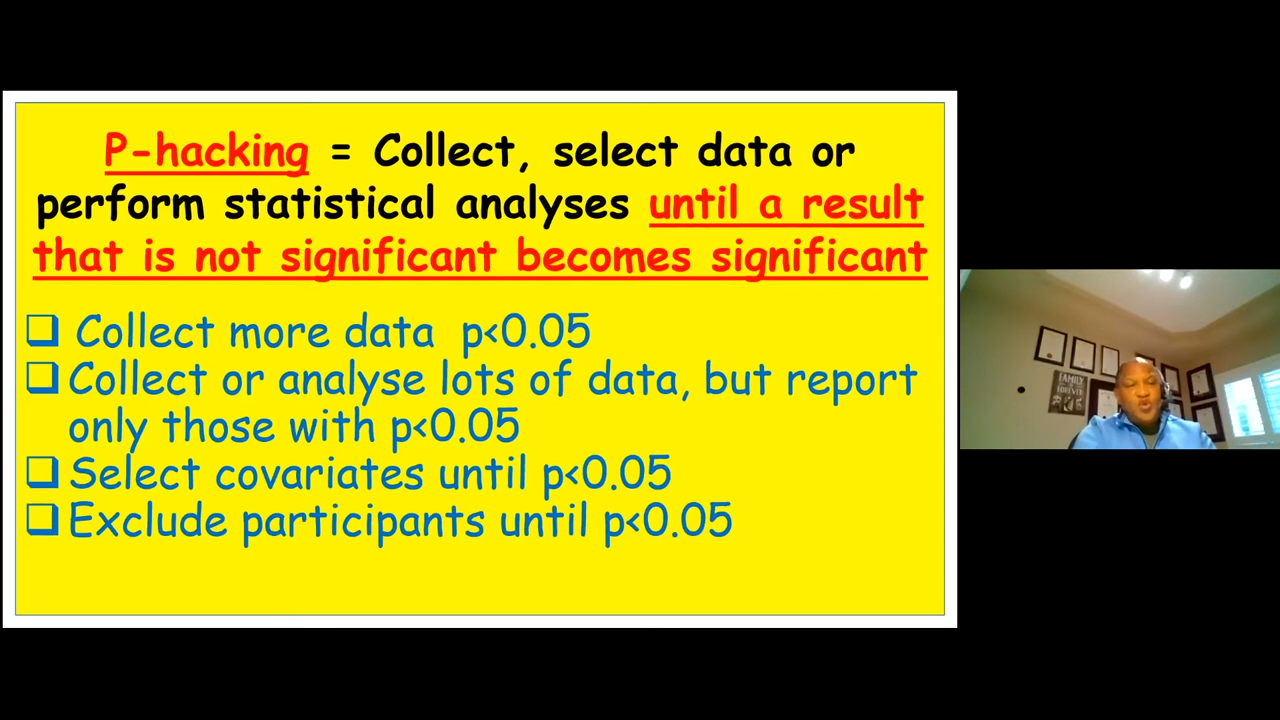 P-hacking = Collect, select data or
perform statistical analyses until a result
that is not significant becomes significant
Collect more data p<0.05
Collect or analyse lots of data, but report
only those with p<0.05
Select covariates until p<0.05
Exclude participants until p<0.05
FAMILY
FOREVER